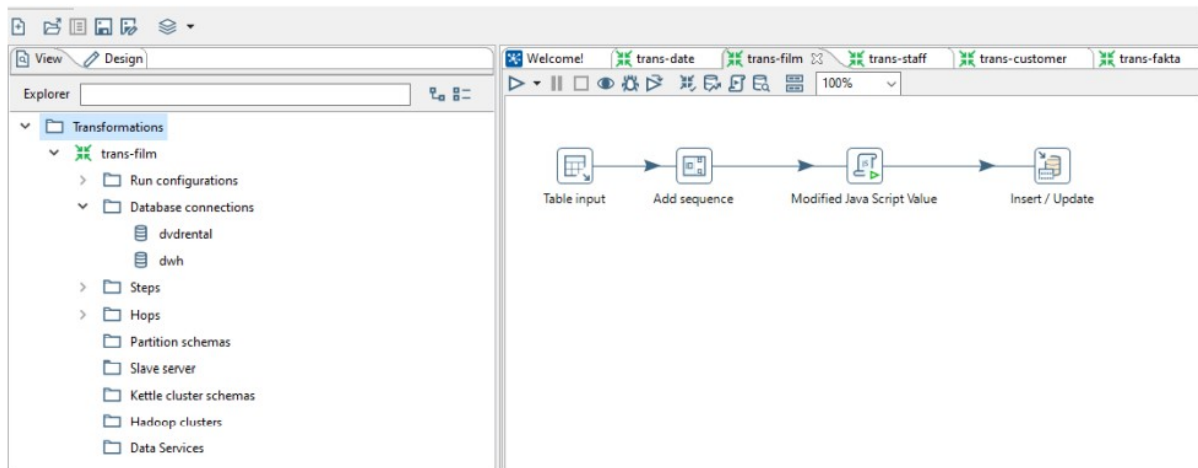 View Design
Explorer
Transformations
trans-film
Run configurations
Database connections
dvdrental
dwh
Steps
Hops
Partition schemas
Slave server
Kettle cluster schemas
Hadoop clusters
Data Services
Welcome! trans-date trans-film trans-staff trans-customer trans-fakta
100%
Table input Add sequence Modified Java Script Value Insert / Update